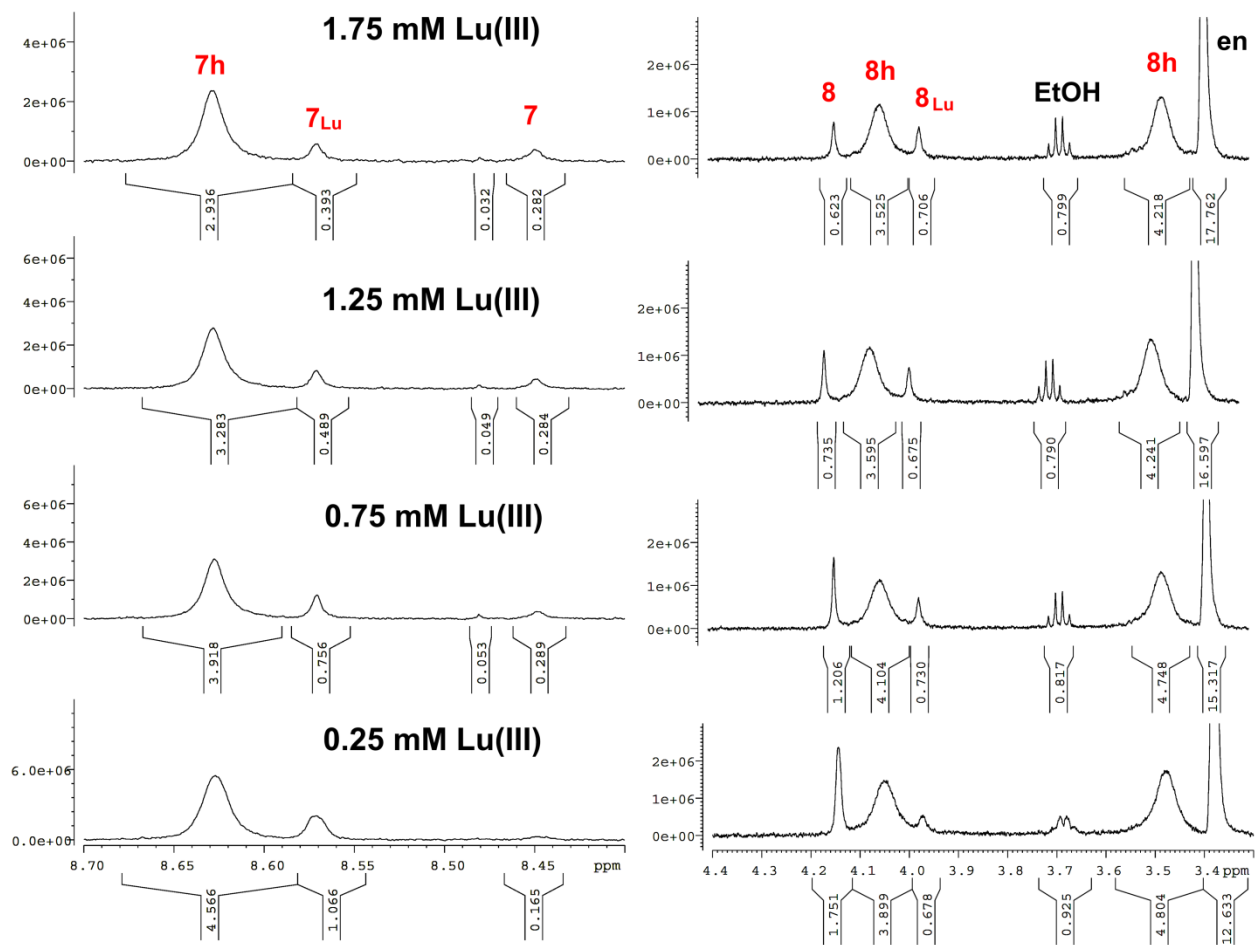 1.75 mM Lu(III)
4e+06
2e+06
0e+00
7h
7Lu
7
2.936
0.393
0.032
0.282
2e+06
1e+06
0e+00
8
8h
8Lu
EtOH
8h
en
0.623
3.525
0.706
0.799
4.218
17.762
1.25 mM Lu(III)
6e+06
4e+06
2e+06
0e+00
3.283
0.489
0.049
0.284
2e+06
1e+06
0e+00
0.735
3.595
0.675
0.790
4.241
16.597
0.75 mM Lu(III)
6e+06
4e+06
2e+06
0e+00
3.918
0.756
0.053
0.289
2e+06
1e+06
0e+00
1.206
4.104
0.730
0.817
4.748
15.317
0.25 mM Lu(III)
6.0e+06
0.0e+00
8.70 8.65 8.60 8.55 8.50 8.45 ppm
4.566
1.066
0.165
2e+06
1e+06
0e+00
4.4 4.3 4.2 4.1 4.0 3.9 3.8 3.7 3.6 3.5 3.4 ppm
1.751
3.899
0.678
0.925
4.804
12.633